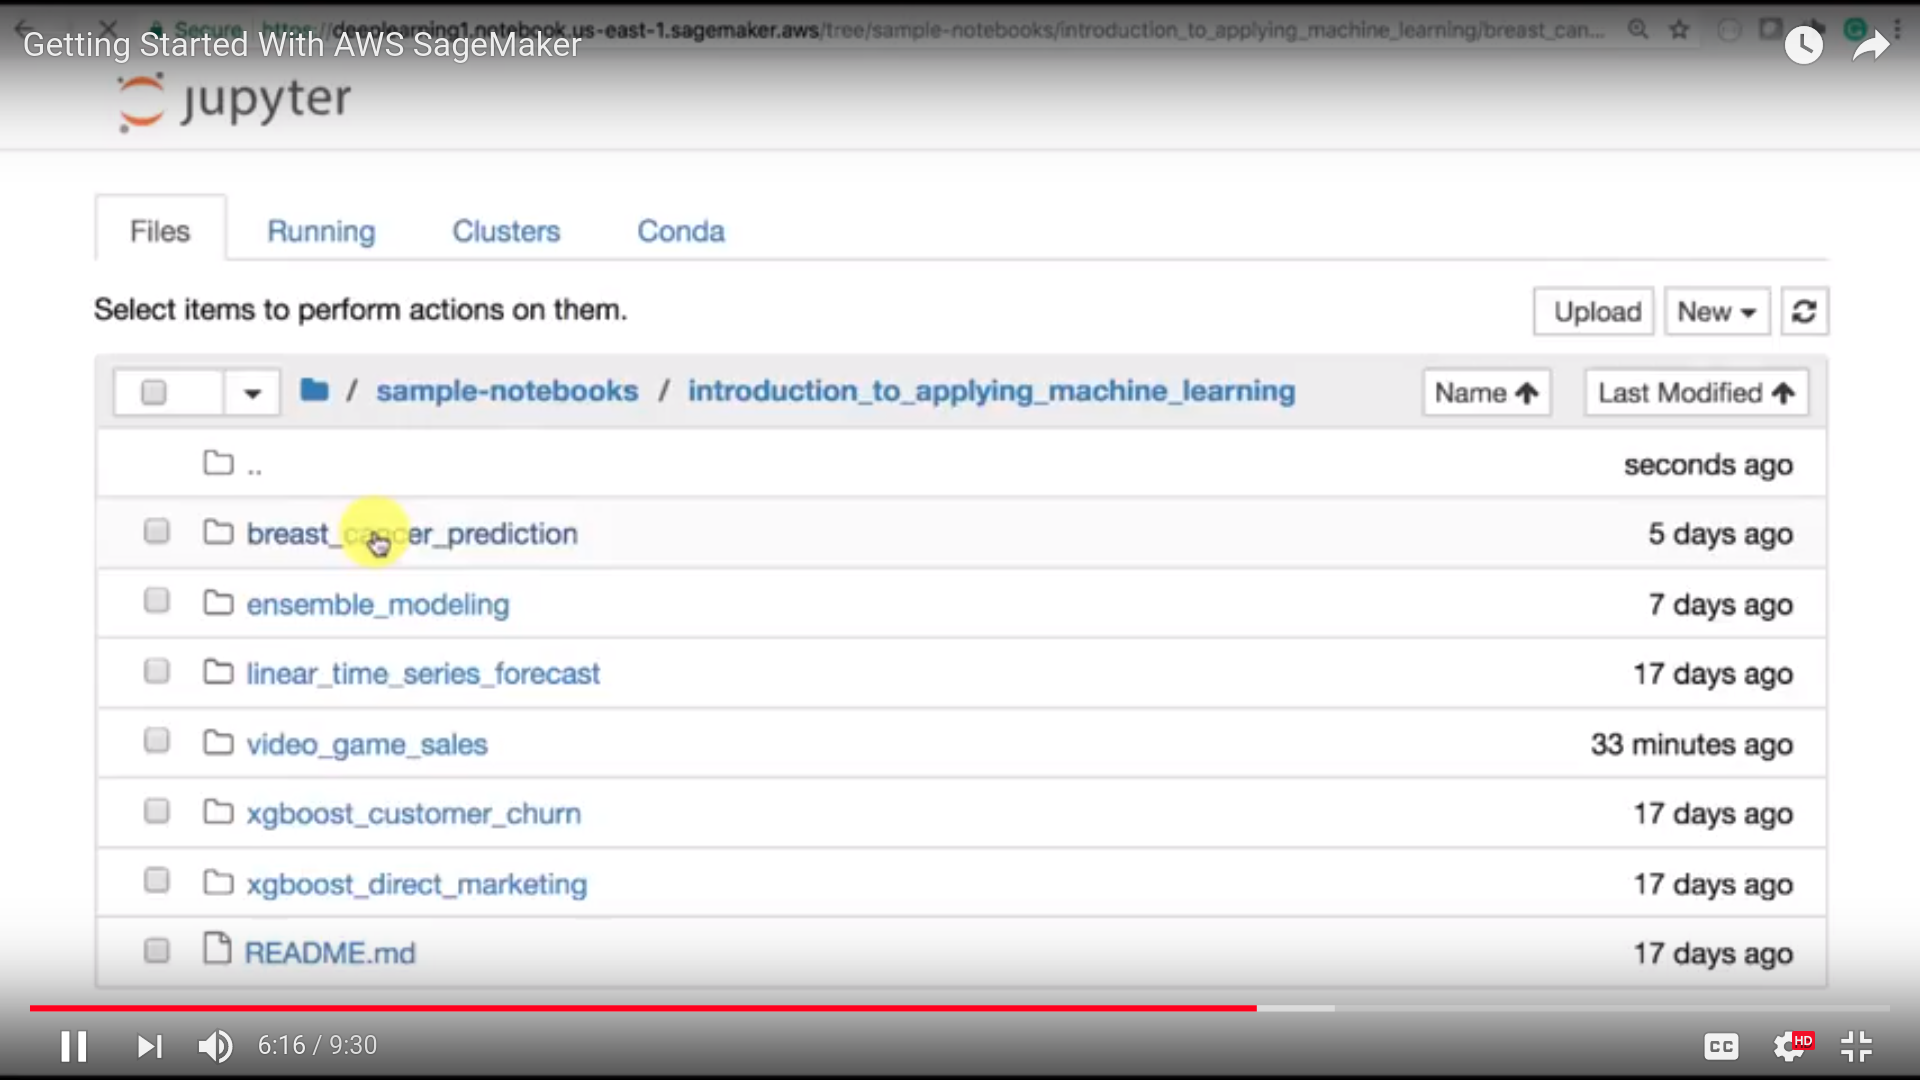 Secure https://deeplearning1.notebook.us-east-1.sagemaker.aws/tree/sample-notebooks/introduction_to_applying_machine_learning/breast_can...
Getting Started With AWS SageMaker
jupyter
Files Running Clusters Conda
Select items to perform actions on them.
Upload New
/ sample-notebooks / introduction_to_applying_machine_learning Name Last Modified
.. seconds ago
breast_cancer_prediction 5 days ago
ensemble_modeling 7 days ago
linear_time_series_forecast 17 days ago
video_game_sales 33 minutes ago
xgboost_customer_churn 17 days ago
xgboost_direct_marketing 17 days ago
README.md 17 days ago
6:16 / 9:30 CC HD